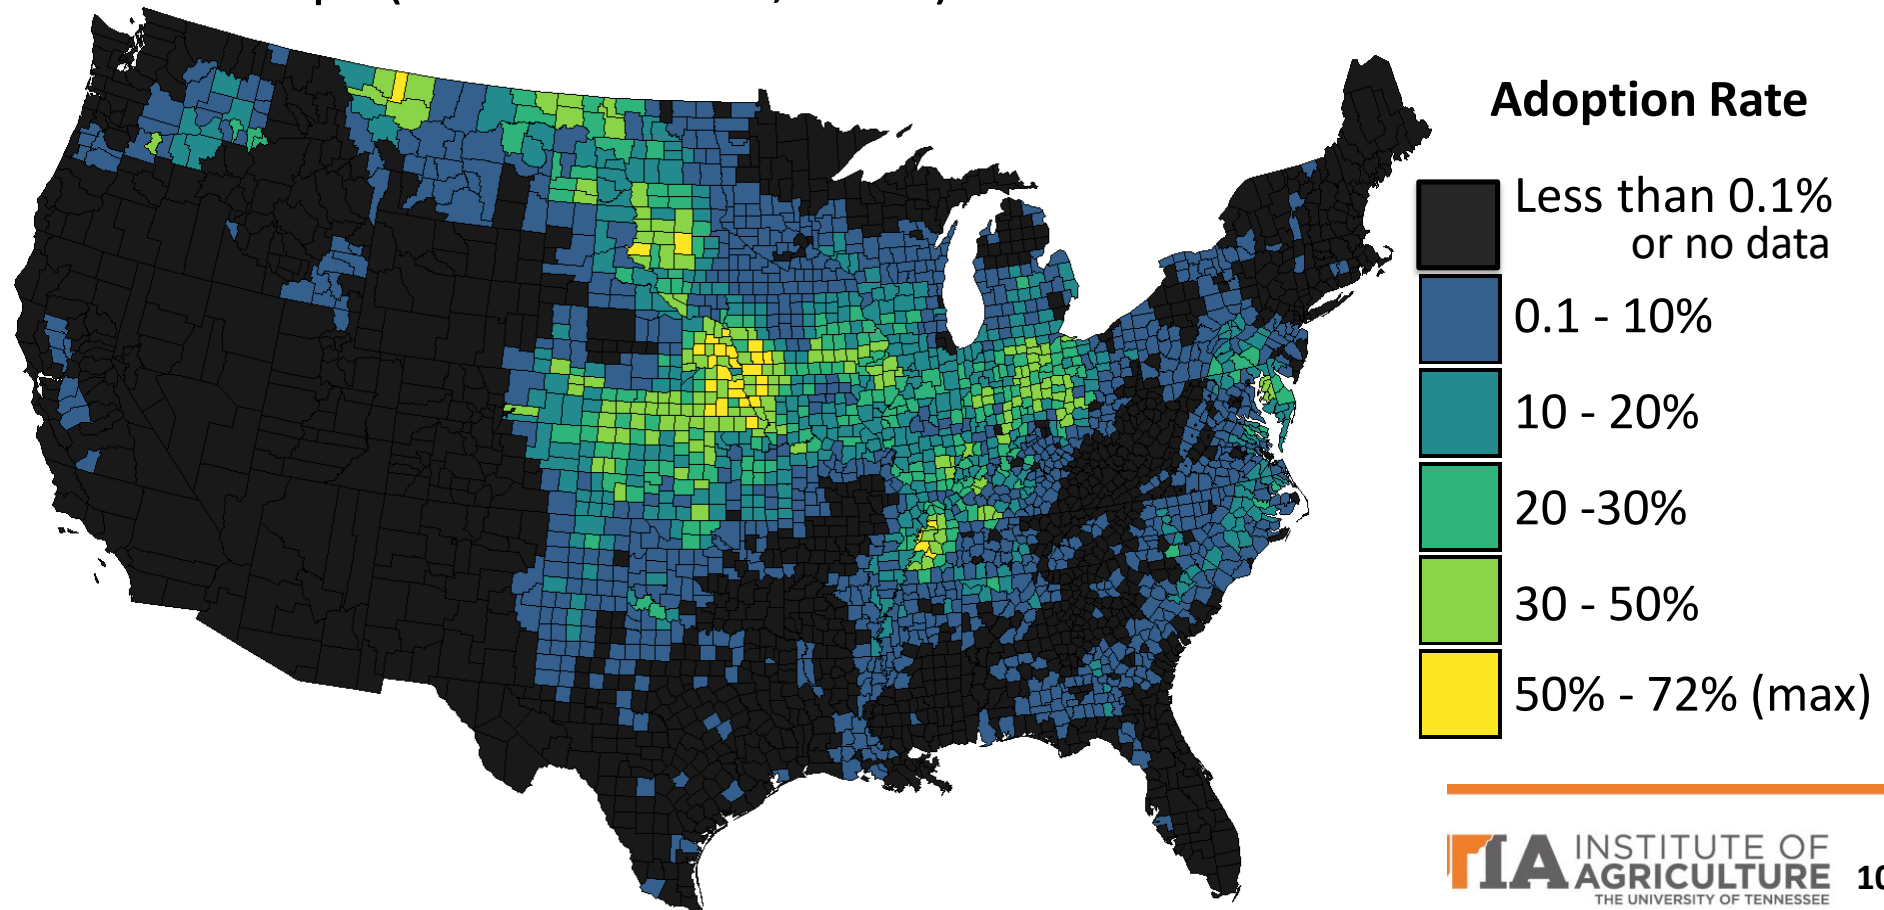 Adoption Rate
Less than 0.1%
or no data
0.1 - 10%
10 - 20%
20 -30%
30 - 50%
50% - 72% (max)
INSTITUTE OF
AGRICULTURE
THE UNIVERSITY OF TENNESSEE
10